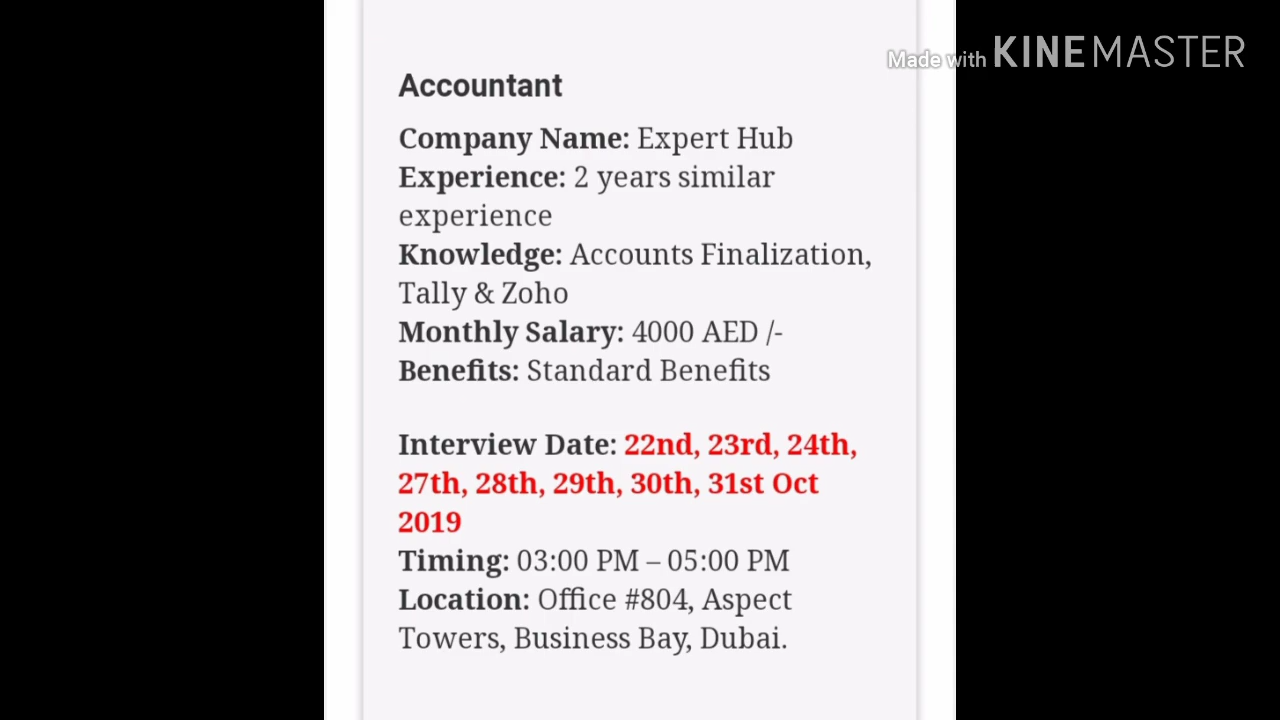 Made with KINEMASTER
Accountant
Company Name: Expert Hub
Experience: 2 years similar
experience
Knowledge: Accounts Finalization,
Tally & Zoho
Monthly Salary: 4000 AED /-
Benefits: Standard Benefits
Interview Date: 22nd, 23rd, 24th,
27th, 28th, 29th, 30th, 31st Oct
2019
Timing: 03:00 PM – 05:00 PM
Location: Office #804, Aspect
Towers, Business Bay, Dubai.